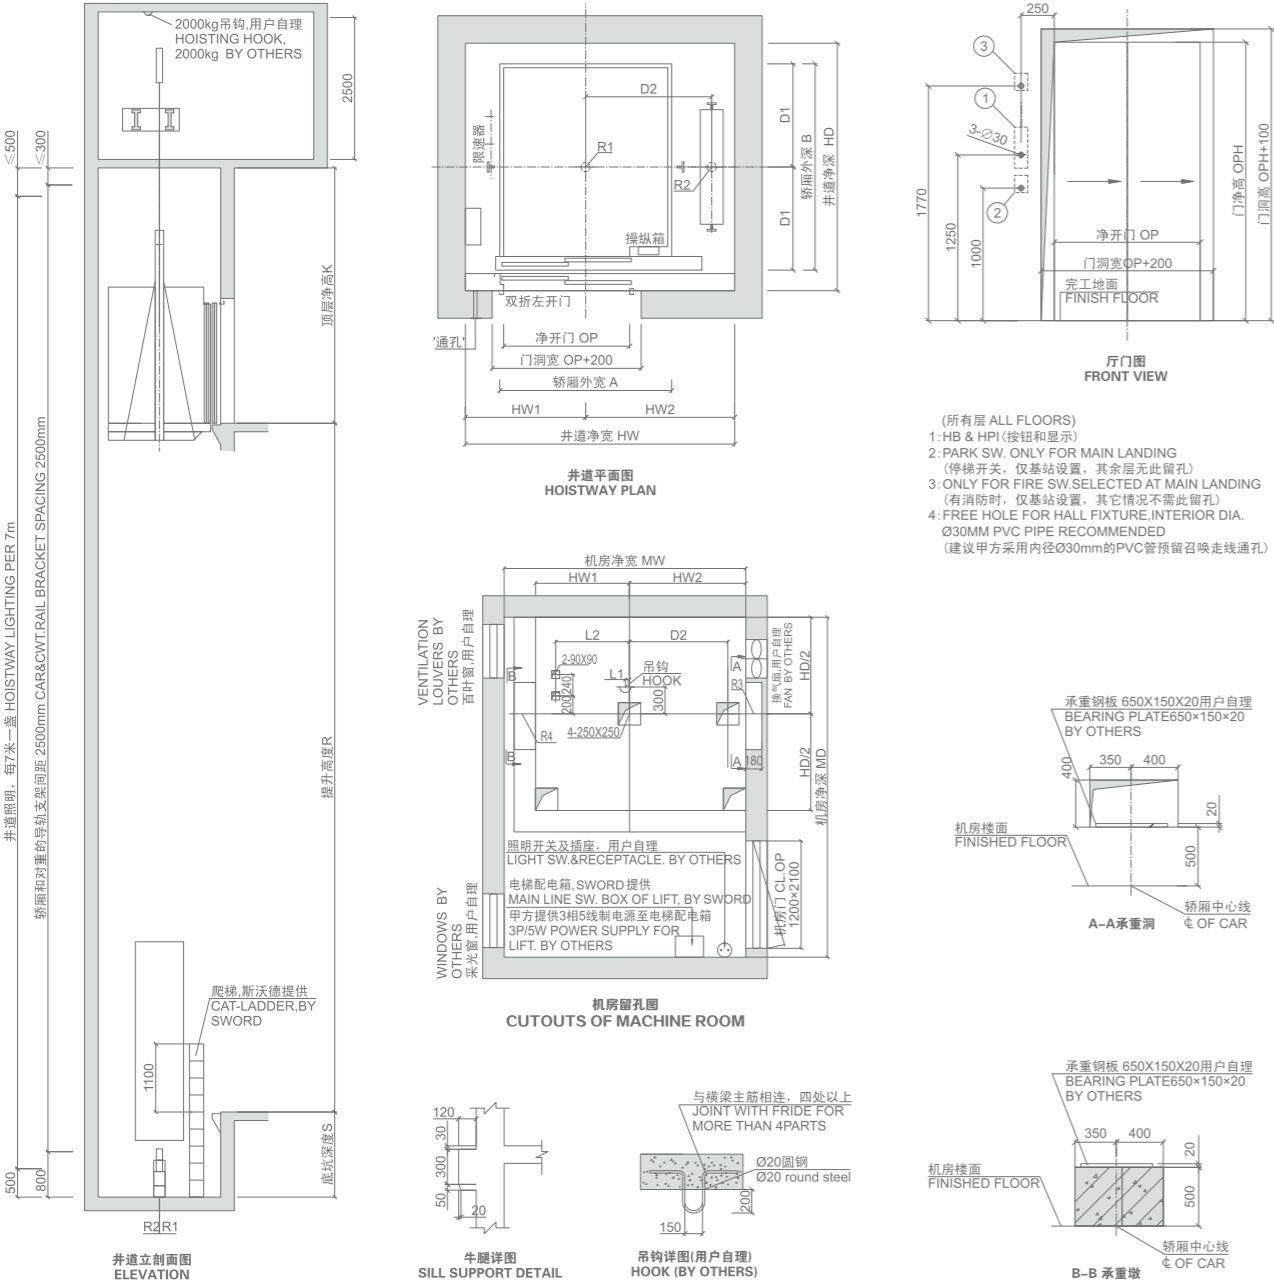 2000kg吊钩,用户自理
HOISTING HOOK,
2000kg BY OTHERS
2500
≤500
≤300
井道照明，每7米一盏 HOISTWAY LIGHTING PER 7m
轿厢和对重的导轨支架间距 2500mm CAR&CWT.RAIL BRACKET SPACING 2500mm
顶层净高K
提升高度R
底坑深度S
爬梯,斯沃德提供
CAT-LADDER,BY
SWORD
1100
500
800
R2 R1
井道立剖面图
ELEVATION
D2
D1
D1
限速器
R1
R2
轿厢外深 B
井道净深 HD
操纵箱
双折左开门
'通孔'
净开门 OP
门洞宽 OP+200
轿厢外宽 A
HW1
HW2
井道净宽 HW
井道平面图
HOISTWAY PLAN
250
3
1
3-∅30
2
1770
1250
1000
净开门 OP
门洞宽OP+200
完工地面
FINISH FLOOR
门净高 OPH
门洞高 OPH+100
厅门图
FRONT VIEW
(所有层 ALL FLOORS)
1:HB & HPI(按钮和显示)
2:PARK SW. ONLY FOR MAIN LANDING
(停梯开关，仅基站设置，其余层无此留孔)
3:ONLY FOR FIRE SW.SELECTED AT MAIN LANDING
(有消防时，仅基站设置，其它情况不需此留孔)
4:FREE HOLE FOR HALL FIXTURE,INTERIOR DIA.
Ø30MM PVC PIPE RECOMMENDED
(建议甲方采用内径Ø30mm的PVC管预留召唤走线通孔)
机房净宽 MW
HW1
HW2
VENTILATION
LOUVERS BY
OTHERS
百叶窗,用户自理
L2
D2
2-90X90
B
L1
吊钩
HOOK
A
R3
换气扇,用户自理
FAN BY OTHERS
HD/2
240
200
300
R4
4-250X250
B
A
180
HD/2
机房净深 MD
照明开关及插座，用户自理
LIGHT SW.&RECEPTACLE. BY OTHERS
电梯配电箱,SWORD 提供
MAIN LINE SW. BOX OF LIFT, BY SWORD
甲方提供3相5线制电源至电梯配电箱
3P/5W POWER SUPPLY FOR
LIFT. BY OTHERS
机房门 CL,OP
1200×2100
WINDOWS BY
OTHERS
采光窗,用户自理
机房留孔图
CUTOUTS OF MACHINE ROOM
承重钢板 650X150X20用户自理
BEARING PLATE650×150×20
BY OTHERS
350
400
400
20
机房楼面
FINISHED FLOOR
500
轿厢中心线
℄ OF CAR
A-A承重洞
120
30
300
50
20
牛腿详图
SILL SUPPORT DETAIL
与横梁主筋相连，四处以上
JOINT WITH FRIDE FOR
MORE THAN 4PARTS
Ø20圆钢
Ø20 round steel
200
150
吊钩详图(用户自理)
HOOK (BY OTHERS)
承重钢板 650X150X20用户自理
BEARING PLATE650×150×20
BY OTHERS
350
400
20
机房楼面
FINISHED FLOOR
500
轿厢中心线
℄ OF CAR
B-B 承重墩